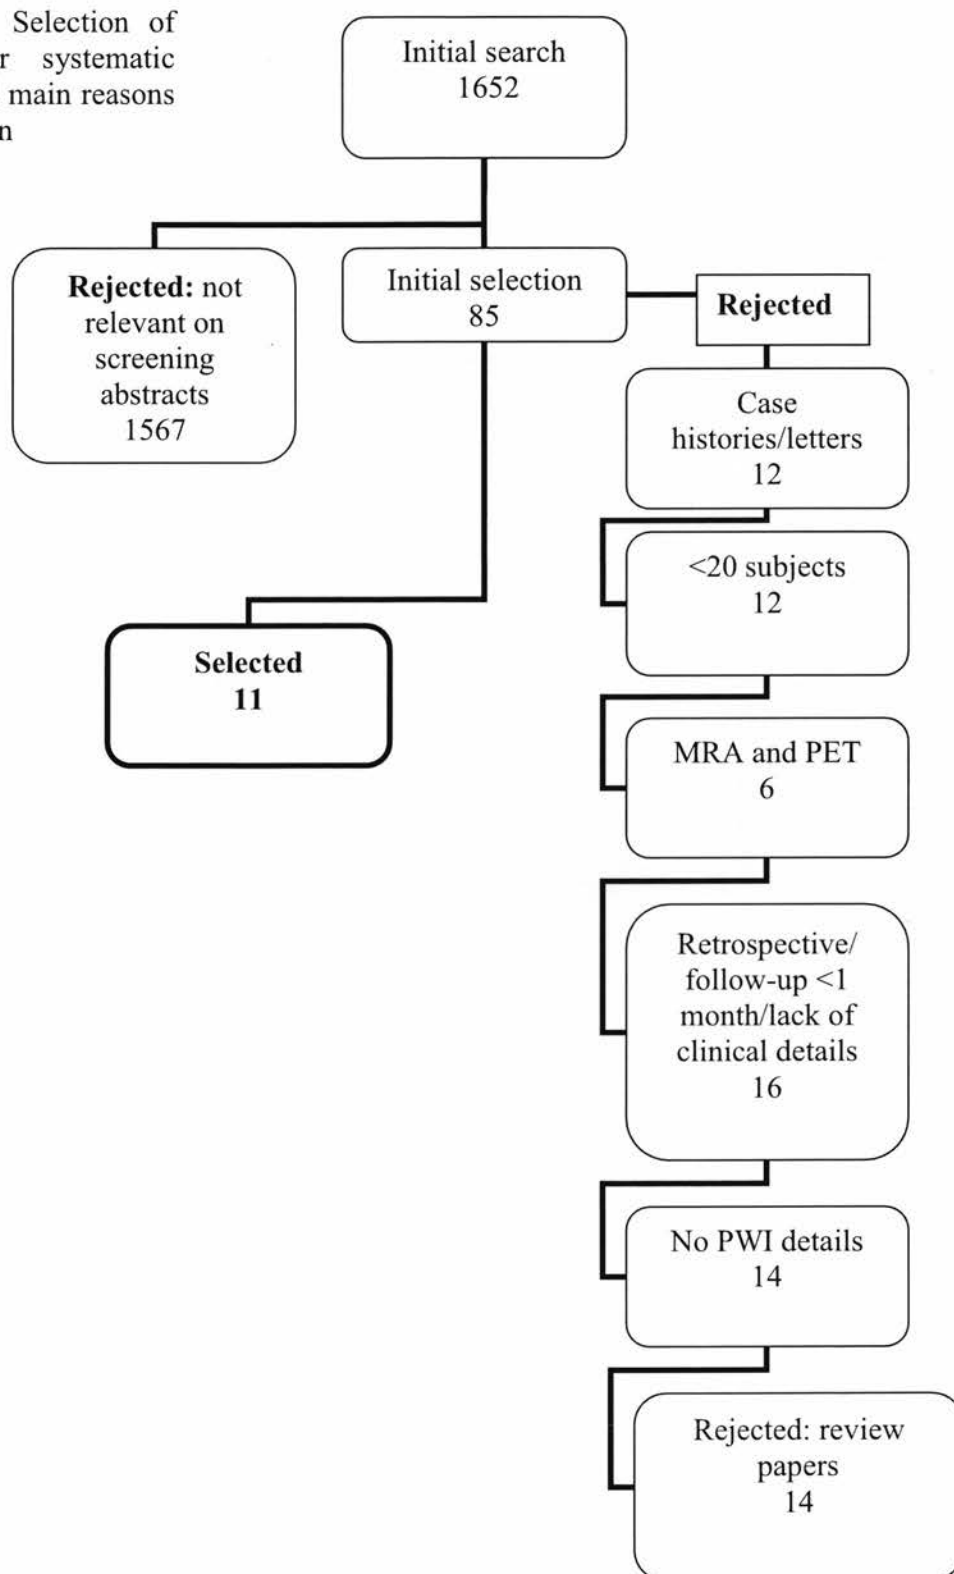 Selection of
systematic
main reasons
Initial search
1652
Rejected: not
relevant on
screening
abstracts
1567
Initial selection
85
Rejected
Case
histories/letters
12
<20 subjects
12
MRA and PET
6
Retrospective/
follow-up <1
month/lack of
clinical details
16
No PWI details
14
Rejected: review
papers
14
Selected
11